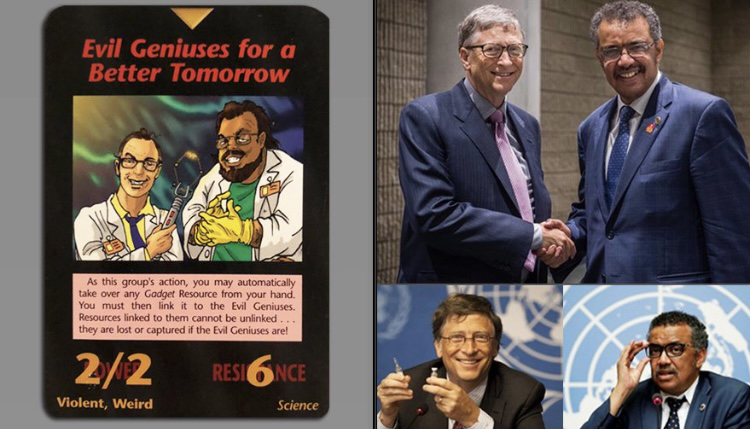 Evil Geniuses for a
Better Tomorrow
As this group's action, you may automatically
take over any Gadget Resource from your hand.
You must then link it to the Evil Geniuses.
Resources linked to them cannot be unlinked . . .
they are lost or captured if the Evil Geniuses are!
POWER
2/2
RESISTANCE
6
Violent, Weird
Science